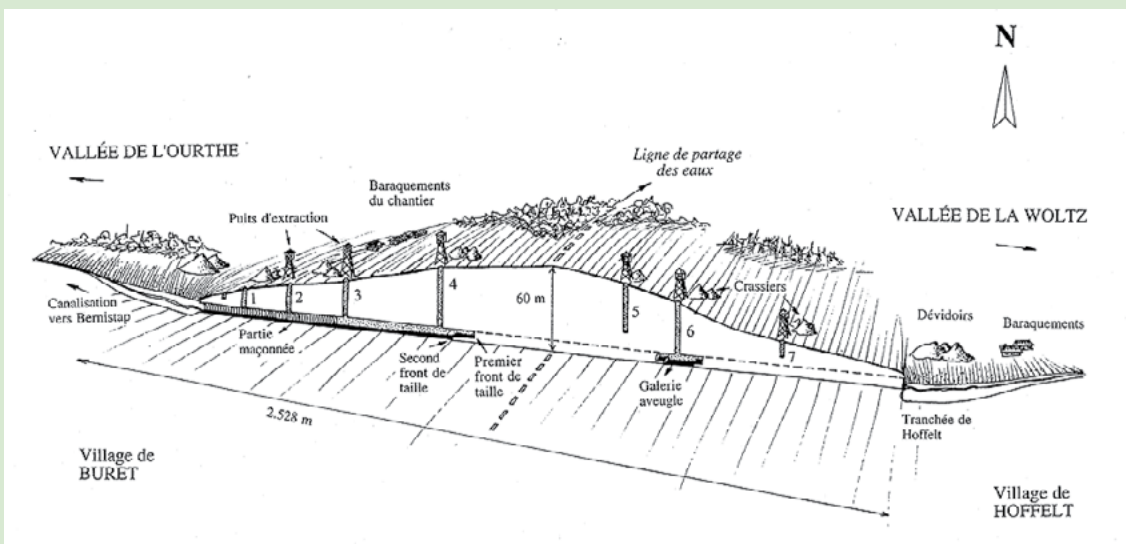 N
VALLÉE DE L'OURTHE
Ligne de partage
des eaux
Baraquements
du chantier
Puits d'extraction
VALLÉE DE LA WOLTZ
Canalisation
vers Bernistap
1
2
3
4
60 m
5
6
7
Crassiers
Dévidoirs
Baraquements
Partie
maçonnée
Second
front de
taille
Premier
front de
taille
Galerie
aveugle
Tranchée de
Hoffelt
2.528 m
Village de
BURET
Village de
HOFFELT